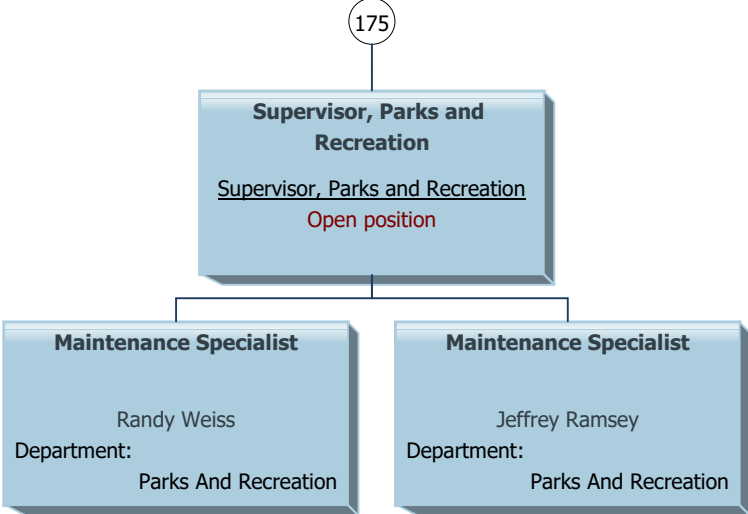 175
Supervisor, Parks and
Recreation
Supervisor, Parks and Recreation
Open position
Maintenance Specialist
Randy Weiss
Department:
Parks And Recreation
Maintenance Specialist
Jeffrey Ramsey
Department:
Parks And Recreation